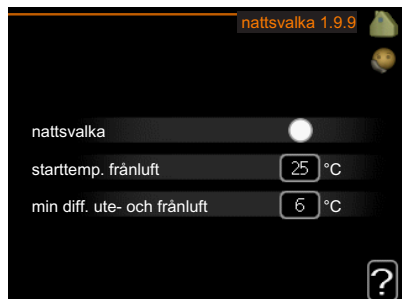 nattsvalka 1.9.9
nattsvalka
starttemp. frånluft 25 °C
min diff. ute- och frånluft 6 °C
?